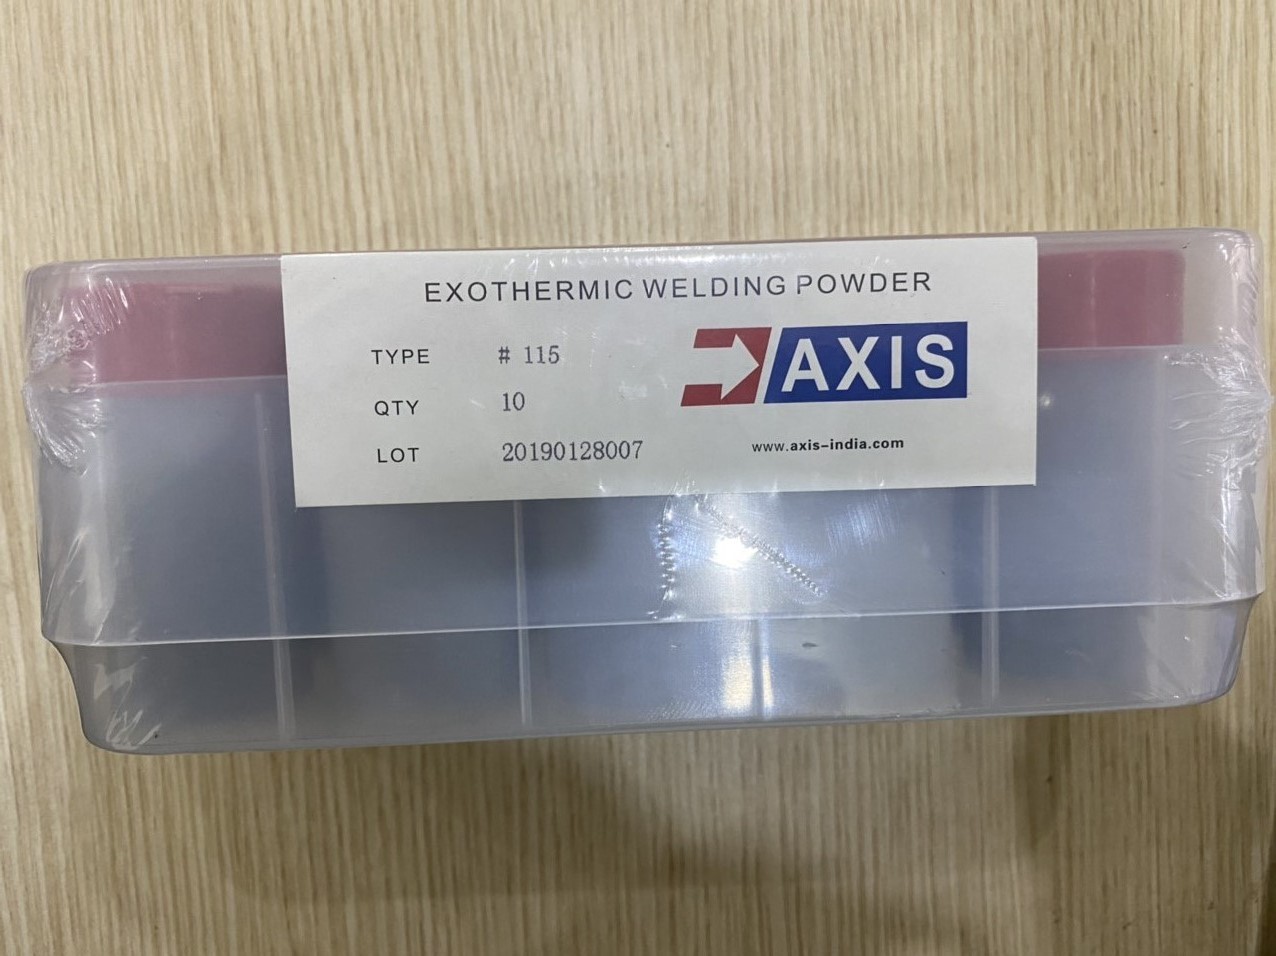 EXOTHERMIC WELDING POWDER
TYPE # 115
QTY 10
LOT 20190128007
AXIS
www.axis-india.com